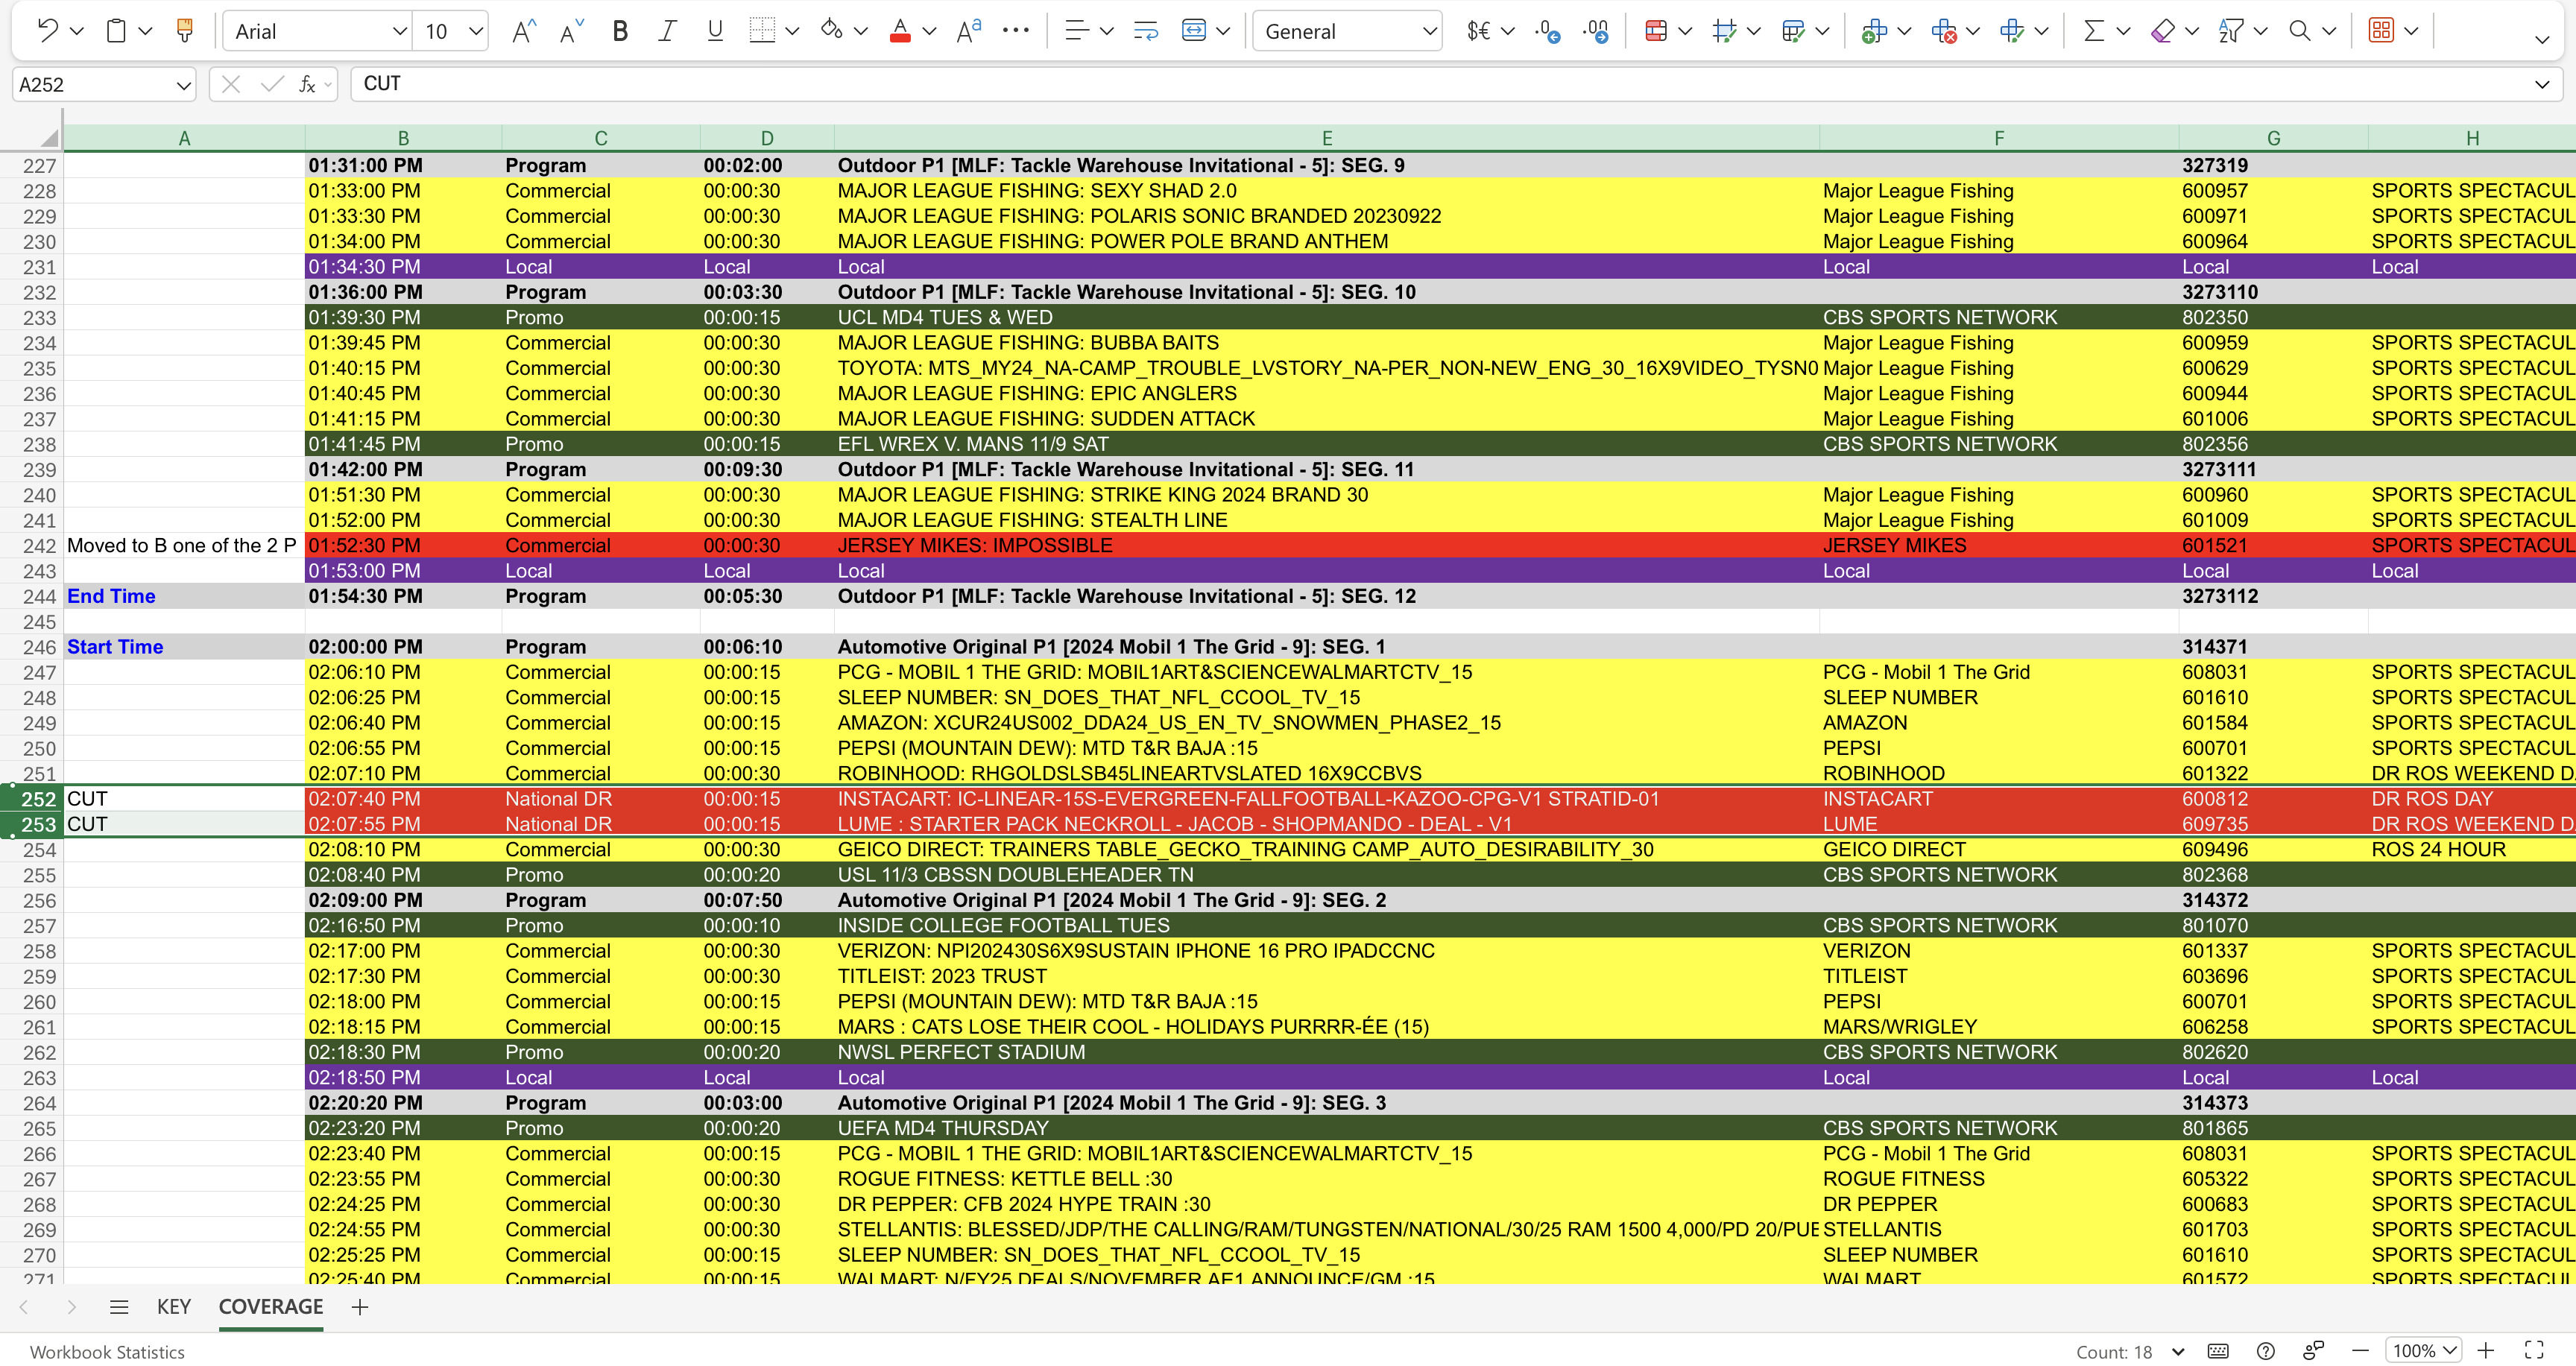 Arial 10 General
A252 fx CUT
A B C D E F G H
227 01:31:00 PM Program 00:02:00 Outdoor P1 [MLF: Tackle Warehouse Invitational - 5]: SEG. 9 327319
228 01:33:00 PM Commercial 00:00:30 MAJOR LEAGUE FISHING: SEXY SHAD 2.0 Major League Fishing 600957 SPORTS SPECTACUL
229 01:33:30 PM Commercial 00:00:30 MAJOR LEAGUE FISHING: POLARIS SONIC BRANDED 20230922 Major League Fishing 600971 SPORTS SPECTACUL
230 01:34:00 PM Commercial 00:00:30 MAJOR LEAGUE FISHING: POWER POLE BRAND ANTHEM Major League Fishing 600964 SPORTS SPECTACUL
231 01:34:30 PM Local Local Local Local Local Local
232 01:36:00 PM Program 00:03:30 Outdoor P1 [MLF: Tackle Warehouse Invitational - 5]: SEG. 10 3273110
233 01:39:30 PM Promo 00:00:15 UCL MD4 TUES & WED CBS SPORTS NETWORK 802350
234 01:39:45 PM Commercial 00:00:30 MAJOR LEAGUE FISHING: BUBBA BAITS Major League Fishing 600959 SPORTS SPECTACUL
235 01:40:15 PM Commercial 00:00:30 TOYOTA: MTS_MY24_NA-CAMP_TROUBLE_LVSTORY_NA-PER_NON-NEW_ENG_30_16X9VIDEO_TYSN0 Major League Fishing 600629 SPORTS SPECTACUL
236 01:40:45 PM Commercial 00:00:30 MAJOR LEAGUE FISHING: EPIC ANGLERS Major League Fishing 600944 SPORTS SPECTACUL
237 01:41:15 PM Commercial 00:00:30 MAJOR LEAGUE FISHING: SUDDEN ATTACK Major League Fishing 601006 SPORTS SPECTACUL
238 01:41:45 PM Promo 00:00:15 EFL WREX V. MANS 11/9 SAT CBS SPORTS NETWORK 802356
239 01:42:00 PM Program 00:09:30 Outdoor P1 [MLF: Tackle Warehouse Invitational - 5]: SEG. 11 3273111
240 01:51:30 PM Commercial 00:00:30 MAJOR LEAGUE FISHING: STRIKE KING 2024 BRAND 30 Major League Fishing 600960 SPORTS SPECTACUL
241 01:52:00 PM Commercial 00:00:30 MAJOR LEAGUE FISHING: STEALTH LINE Major League Fishing 601009 SPORTS SPECTACUL
242 Moved to B one of the 2 P 01:52:30 PM Commercial 00:00:30 JERSEY MIKES: IMPOSSIBLE JERSEY MIKES 601521 SPORTS SPECTACUL
243 01:53:00 PM Local Local Local Local Local Local
244 End Time 01:54:30 PM Program 00:05:30 Outdoor P1 [MLF: Tackle Warehouse Invitational - 5]: SEG. 12 3273112
245
246 Start Time 02:00:00 PM Program 00:06:10 Automotive Original P1 [2024 Mobil 1 The Grid - 9]: SEG. 1 314371
247 02:06:10 PM Commercial 00:00:15 PCG - MOBIL 1 THE GRID: MOBIL1ART&SCIENCEWALMARTCTV_15 PCG - Mobil 1 The Grid 608031 SPORTS SPECTACUL
248 02:06:25 PM Commercial 00:00:15 SLEEP NUMBER: SN_DOES_THAT_NFL_CCOOL_TV_15 SLEEP NUMBER 601610 SPORTS SPECTACUL
249 02:06:40 PM Commercial 00:00:15 AMAZON: XCUR24US002_DDA24_US_EN_TV_SNOWMEN_PHASE2_15 AMAZON 601584 SPORTS SPECTACUL
250 02:06:55 PM Commercial 00:00:15 PEPSI (MOUNTAIN DEW): MTD T&R BAJA :15 PEPSI 600701 SPORTS SPECTACUL
251 02:07:10 PM Commercial 00:00:30 ROBINHOOD: RHGOLDSLSB45LINEARTVSLATED 16X9CCBVS ROBINHOOD 601322 DR ROS WEEKEND D
252 CUT 02:07:40 PM National DR 00:00:15 INSTACART: IC-LINEAR-15S-EVERGREEN-FALLFOOTBALL-KAZOO-CPG-V1 STRATID-01 INSTACART 600812 DR ROS DAY
253 CUT 02:07:55 PM National DR 00:00:15 LUME : STARTER PACK NECKROLL - JACOB - SHOPMANDO - DEAL - V1 LUME 609735 DR ROS WEEKEND D
254 02:08:10 PM Commercial 00:00:30 GEICO DIRECT: TRAINERS TABLE_GECKO_TRAINING CAMP_AUTO_DESIRABILITY_30 GEICO DIRECT 609496 ROS 24 HOUR
255 02:08:40 PM Promo 00:00:20 USL 11/3 CBSSN DOUBLEHEADER TN CBS SPORTS NETWORK 802368
256 02:09:00 PM Program 00:07:50 Automotive Original P1 [2024 Mobil 1 The Grid - 9]: SEG. 2 314372
257 02:16:50 PM Promo 00:00:10 INSIDE COLLEGE FOOTBALL TUES CBS SPORTS NETWORK 801070
258 02:17:00 PM Commercial 00:00:30 VERIZON: NPI202430S6X9SUSTAIN IPHONE 16 PRO IPADCCNC VERIZON 601337 SPORTS SPECTACUL
259 02:17:30 PM Commercial 00:00:30 TITLEIST: 2023 TRUST TITLEIST 603696 SPORTS SPECTACUL
260 02:18:00 PM Commercial 00:00:15 PEPSI (MOUNTAIN DEW): MTD T&R BAJA :15 PEPSI 600701 SPORTS SPECTACUL
261 02:18:15 PM Commercial 00:00:15 MARS : CATS LOSE THEIR COOL - HOLIDAYS PURRRR-ÉE (15) MARS/WRIGLEY 606258 SPORTS SPECTACUL
262 02:18:30 PM Promo 00:00:20 NWSL PERFECT STADIUM CBS SPORTS NETWORK 802620
263 02:18:50 PM Local Local Local Local Local Local
264 02:20:20 PM Program 00:03:00 Automotive Original P1 [2024 Mobil 1 The Grid - 9]: SEG. 3 314373
265 02:23:20 PM Promo 00:00:20 UEFA MD4 THURSDAY CBS SPORTS NETWORK 801865
266 02:23:40 PM Commercial 00:00:15 PCG - MOBIL 1 THE GRID: MOBIL1ART&SCIENCEWALMARTCTV_15 PCG - Mobil 1 The Grid 608031 SPORTS SPECTACUL
267 02:23:55 PM Commercial 00:00:30 ROGUE FITNESS: KETTLE BELL :30 ROGUE FITNESS 605322 SPORTS SPECTACUL
268 02:24:25 PM Commercial 00:00:30 DR PEPPER: CFB 2024 HYPE TRAIN :30 DR PEPPER 600683 SPORTS SPECTACUL
269 02:24:55 PM Commercial 00:00:30 STELLANTIS: BLESSED/JDP/THE CALLING/RAM/TUNGSTEN/NATIONAL/30/25 RAM 1500 4,000/PD 20/PUE STELLANTIS 601703 SPORTS SPECTACUL
270 02:25:25 PM Commercial 00:00:15 SLEEP NUMBER: SN_DOES_THAT_NFL_CCOOL_TV_15 SLEEP NUMBER 601610 SPORTS SPECTACUL
271 02:25:40 PM Commercial 00:00:15 WALMART: N/FY25 DEALS/NOVEMBER AE1 ANNOUNCE/GM :15 WALMART 601572 SPORTS SPECTACUL
KEY COVERAGE
Workbook Statistics Count: 18 100%